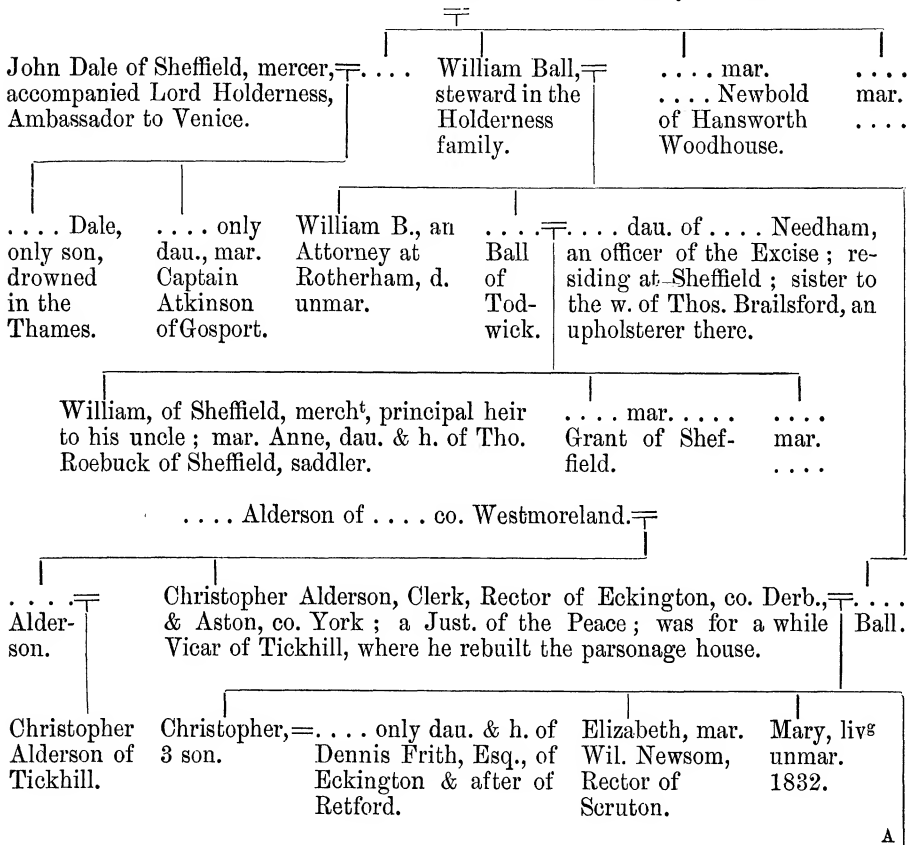 John Dale of Sheffield, mercer,
accompanied Lord Holderness,
Ambassador to Venice.
. . . .
William Ball,
steward in the
Holderness
family.
. . . . mar.
. . . . Newbold
of Hansworth
Woodhouse.
. . . .
mar.
. . . .
. . . . Dale,
only son,
drowned
in the
Thames.
. . . . only
dau., mar.
Captain
Atkinson
of Gosport.
William B., an
Attorney at
Rotherham, d.
unmar.
. . . .
Ball
of
Tod-
wick.
. . . . dau. of . . . . Needham,
an officer of the Excise ; re-
siding at Sheffield ; sister to
the w. of Thos. Brailsford, an
upholsterer there.
William, of Sheffield, mercht, principal heir
to his uncle ; mar. Anne, dau. & h. of Tho.
Roebuck of Sheffield, saddler.
. . . . mar. . . . .
Grant of Shef-
field.
. . . .
mar.
. . . .
. . . . Alderson of . . . . co. Westmoreland.
. . . .
Alder-
son.
Christopher Alderson, Clerk, Rector of Eckington, co. Derb.,
& Aston, co. York ; a Just. of the Peace ; was for a while
Vicar of Tickhill, where he rebuilt the parsonage house.
. . . .
Ball.
Christopher
Alderson of
Tickhill.
Christopher,
3 son.
. . . . only dau. & h. of
Dennis Frith, Esq., of
Eckington & after of
Retford.
Elizabeth, mar.
Wil. Newsom,
Rector of
Scruton.
Mary, livg
unmar.
1832.
A